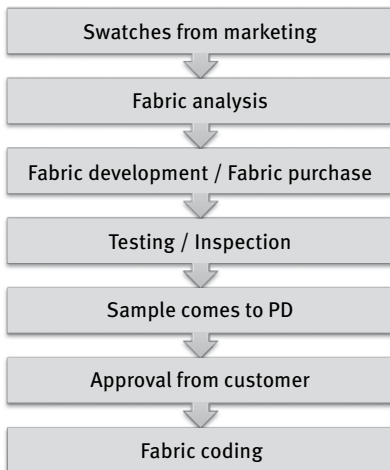 Swatches from marketing
Fabric analysis
Fabric development / Fabric purchase
Testing / Inspection
Sample comes to PD
Approval from customer
Fabric coding